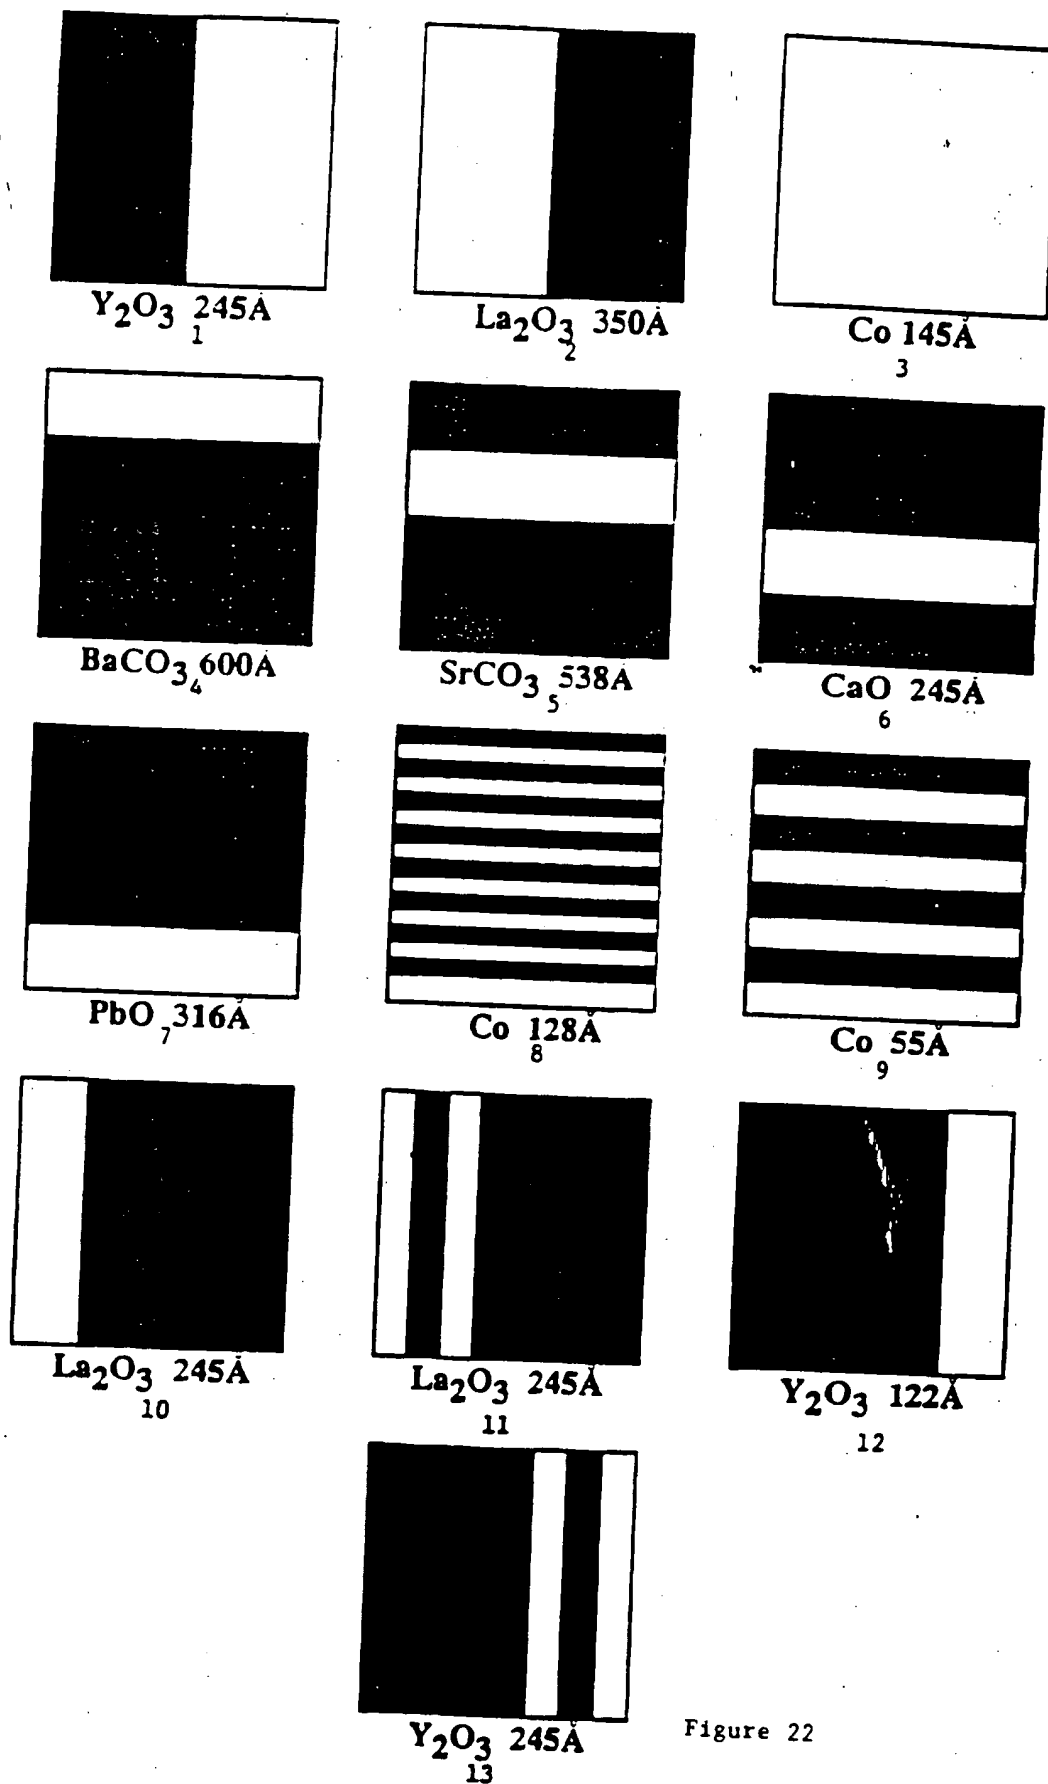 Y2O3 245Å
1
La2O3 350Å
2
Co 145Å
3
BaCO3 600Å
4
SrCO3 538Å
5
CaO 245Å
6
PbO 316Å
7
Co 128Å
8
Co 55Å
9
La2O3 245Å
10
La2O3 245Å
11
Y2O3 122Å
12
Y2O3 245Å
13
Figure 22